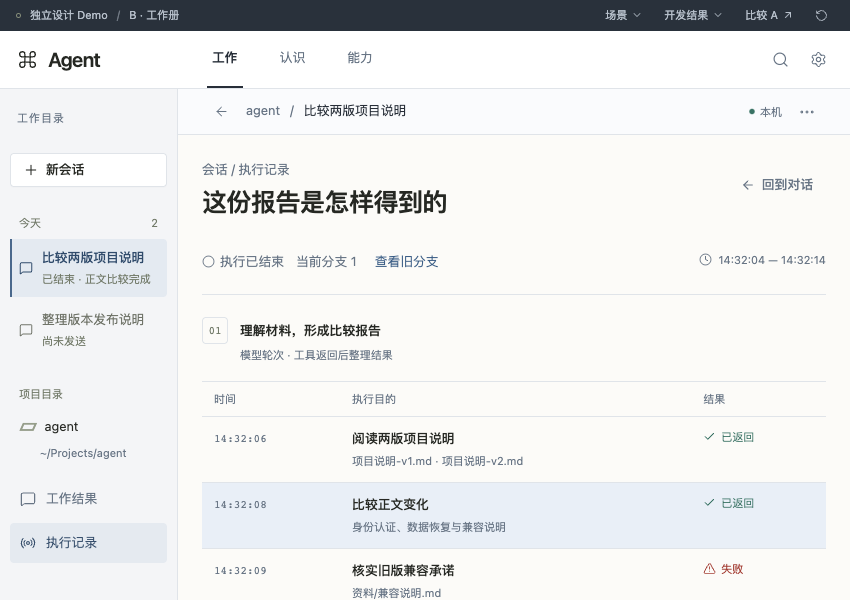 独立设计 Demo / B · 工作册
场景
开发结果
比较 A ↗
Agent
工作
认识
能力
工作目录
+ 新会话
今天
2
比较两版项目说明
已结束 · 正文比较完成
整理版本发布说明
尚未发送
项目目录
agent
~/Projects/agent
工作结果
执行记录
← agent / 比较两版项目说明
本机
会话 / 执行记录
这份报告是怎样得到的
← 回到对话
执行已结束 当前分支 1 查看旧分支
14:32:04 — 14:32:14
01 理解材料，形成比较报告
模型轮次 · 工具返回后整理结果
时间 执行目的 结果
14:32:06 阅读两版项目说明 已返回
项目说明-v1.md · 项目说明-v2.md
14:32:08 比较正文变化 已返回
身份认证、数据恢复与兼容说明
14:32:09 核实旧版兼容承诺 失败
资料/兼容说明.md